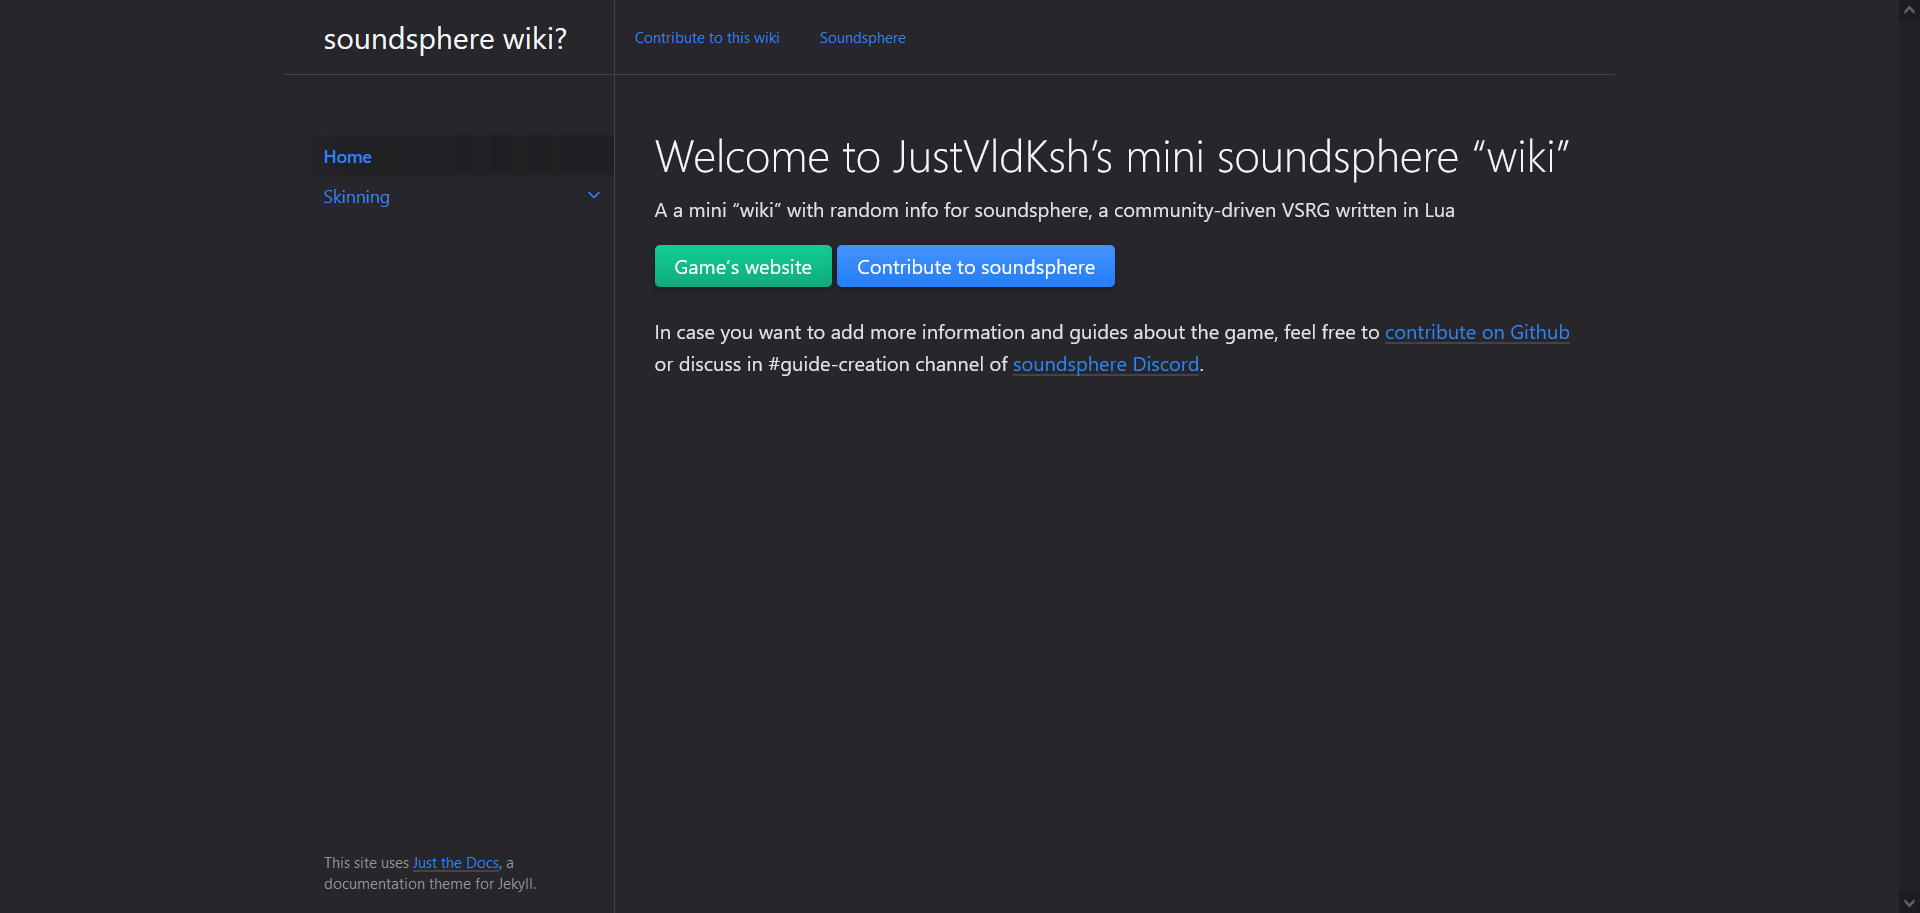 soundsphere wiki?
Contribute to this wiki
Soundsphere
Home
Skinning
Welcome to JustVldKsh’s mini soundsphere “wiki”
A a mini “wiki” with random info for soundsphere, a community-driven VSRG written in Lua
Game’s website
Contribute to soundsphere
In case you want to add more information and guides about the game, feel free to contribute on Github
or discuss in #guide-creation channel of soundsphere Discord.
This site uses Just the Docs, a
documentation theme for Jekyll.